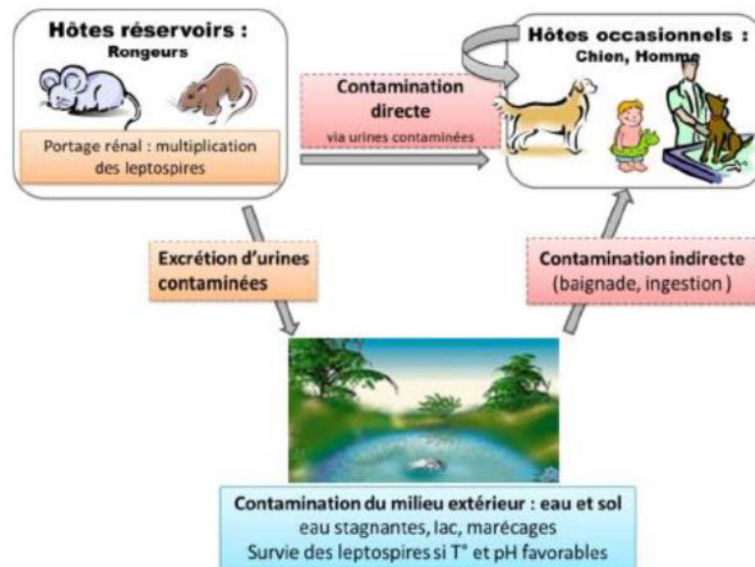 Hôtes réservoirs :
Rongeurs
Portage rénal : multiplication
des leptospires
Contamination
directe
via urines contaminées
Hôtes occasionnels :
Chien, Homme
Excrétion d'urines
contaminées
Contamination indirecte
(baignade, ingestion )
Contamination du milieu extérieur : eau et sol
eau stagnantes, lac, marécages
Survie des leptospires si T° et pH favorables